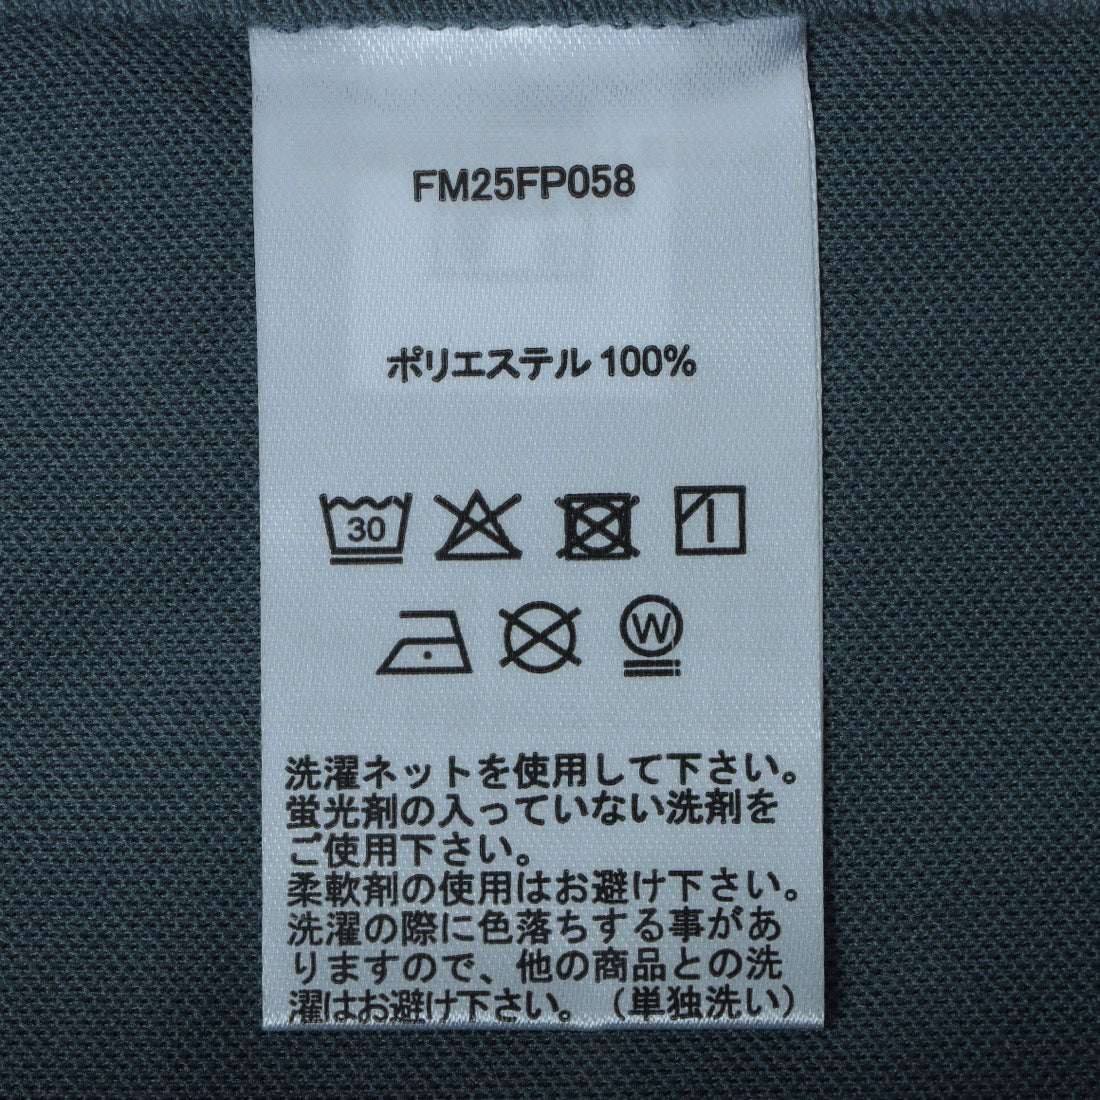 FM25FP058
ポリエステル 100%
30
W
洗濯ネットを使用して下さい。
蛍光剤の入っていない洗剤を
ご使用下さい。
柔軟剤の使用はお避け下さい。
洗濯の際に色落ちする事があ
りますので、他の商品との洗
濯はお避け下さい。（単独洗い）